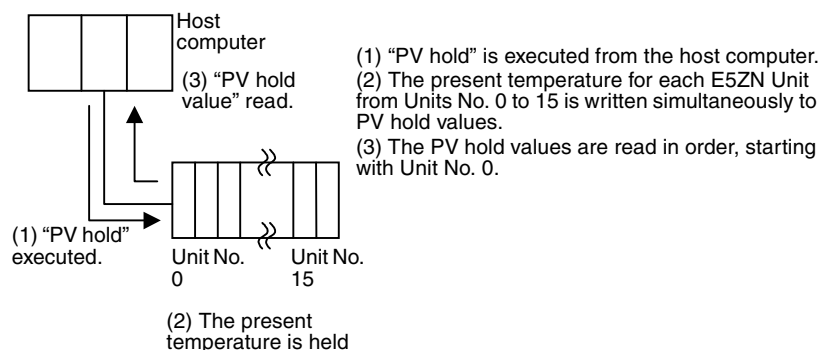 Host
computer
(3) “PV hold
value” read.
(1) “PV hold”
executed.
Unit No.
0
Unit No.
15
(2) The present
temperature is held
(1) “PV hold” is executed from the host computer.
(2) The present temperature for each E5ZN Unit
from Units No. 0 to 15 is written simultaneously to
PV hold values.
(3) The PV hold values are read in order, starting
with Unit No. 0.